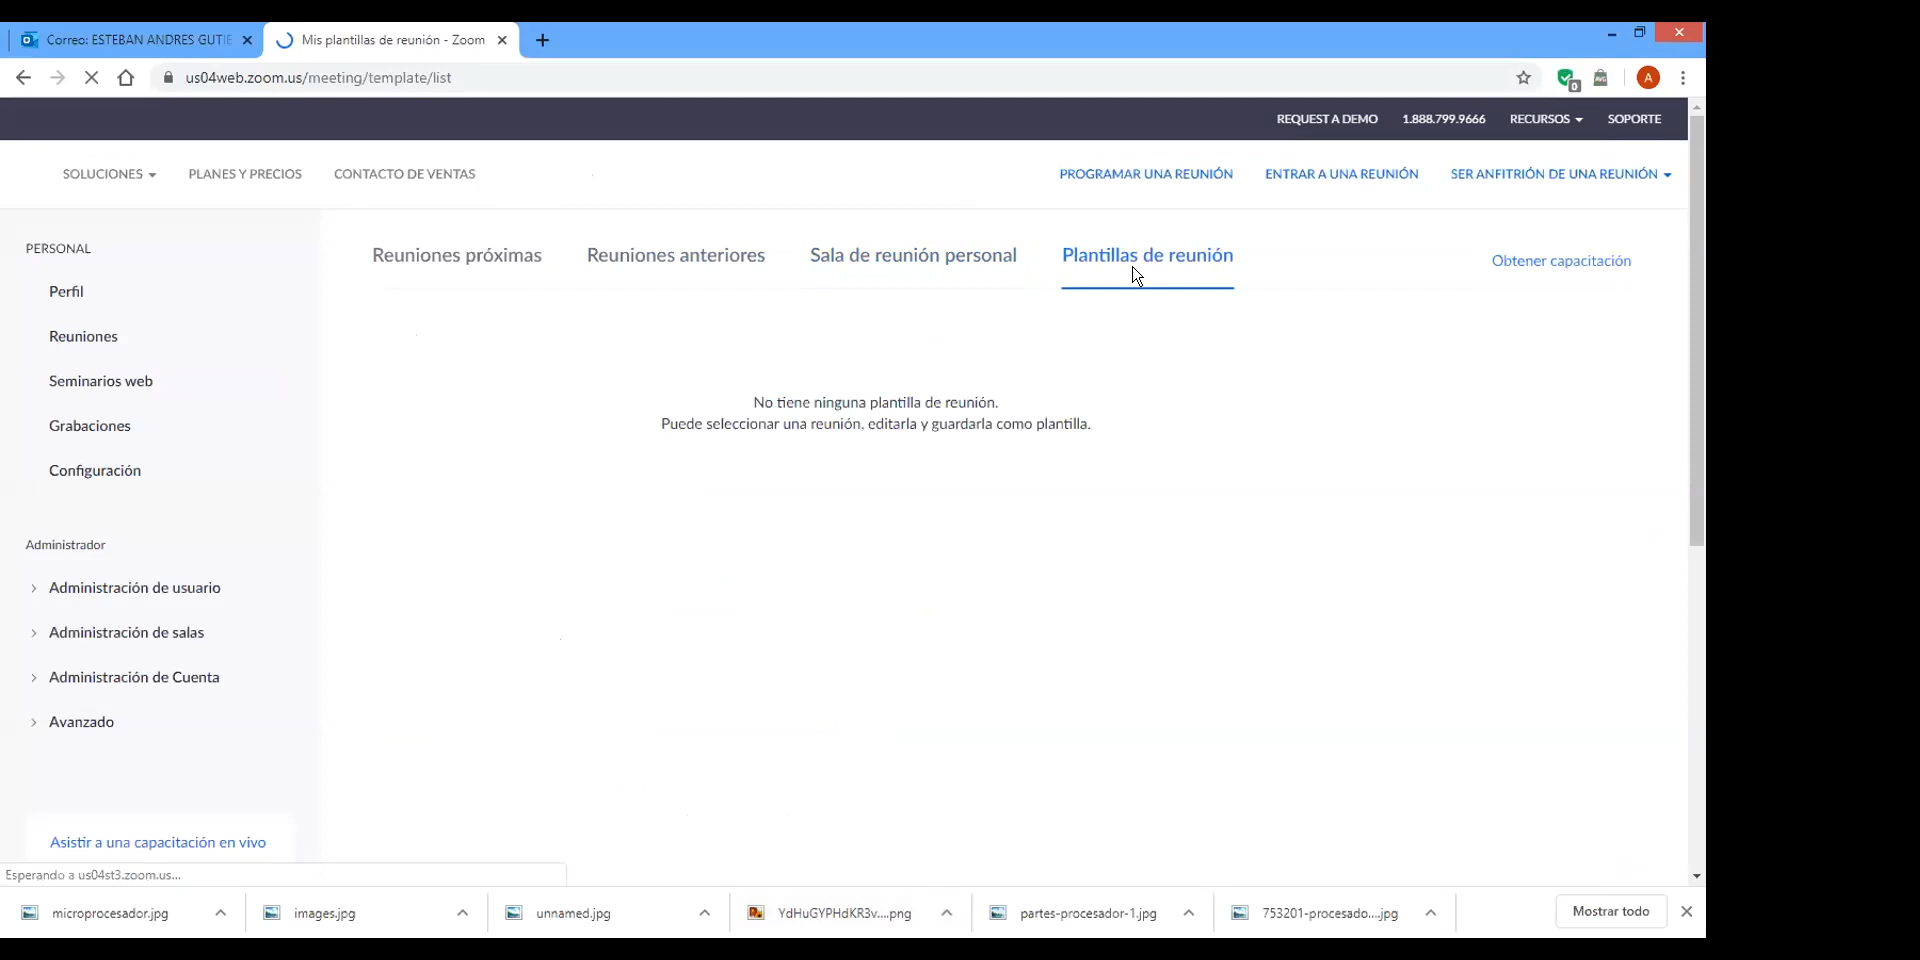 Correo: ESTEBAN ANDRES GUTIE
Mis plantillas de reunión - Zoom
us04web.zoom.us/meeting/template/list
0
A
REQUEST A DEMO
1.888.799.9666
RECURSOS
SOPORTE
SOLUCIONES
PLANES Y PRECIOS
CONTACTO DE VENTAS
PROGRAMAR UNA REUNIÓN
ENTRAR A UNA REUNIÓN
SER ANFITRIÓN DE UNA REUNIÓN
PERSONAL
Perfil
Reuniones
Seminarios web
Grabaciones
Configuración
Administrador
Administración de usuario
Administración de salas
Administración de Cuenta
Avanzado
Asistir a una capacitación en vivo
Reuniones próximas
Reuniones anteriores
Sala de reunión personal
Plantillas de reunión
Obtener capacitación
No tiene ninguna plantilla de reunión.
Puede seleccionar una reunión, editarla y guardarla como plantilla.
Esperando a us04st3.zoom.us...
microprocesador.jpg
images.jpg
unnamed.jpg
YdHuGYPHdKR3v....png
partes-procesador-1.jpg
753201-procesado....jpg
Mostrar todo